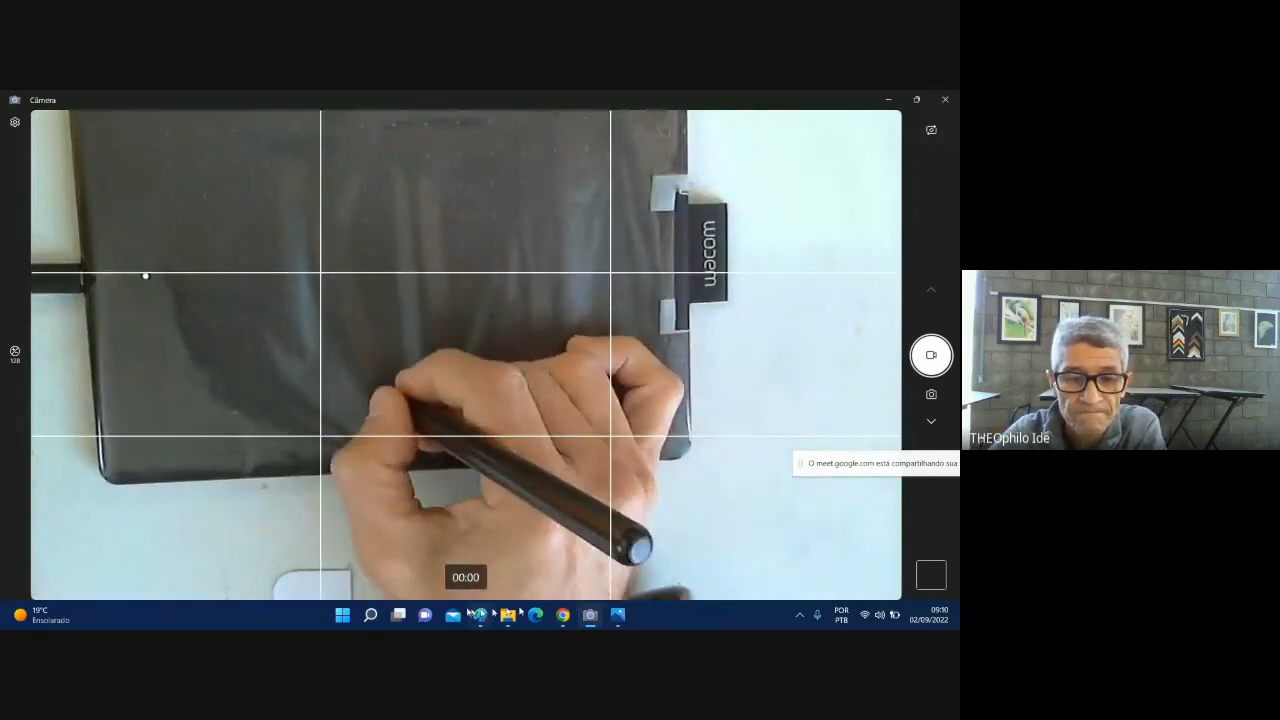 Câmera
wacom
128
O meet.google.com está compartilhando sua
THEOphilo Ide
00:00
19°C
Ensolarado
POR
PTB
09:10
02/09/2022